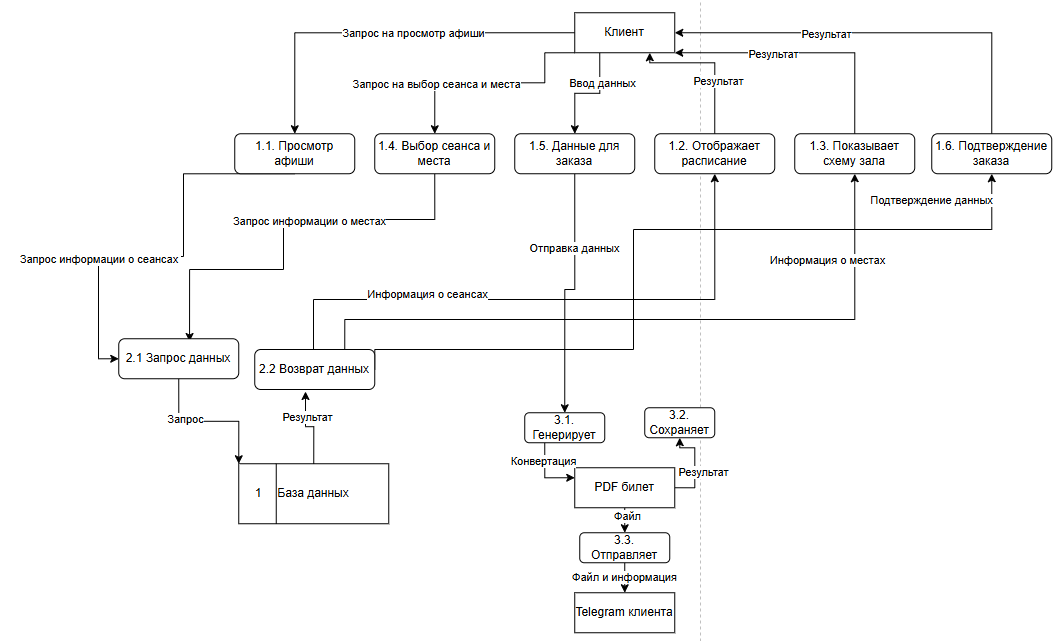 Клиент
Запрос на просмотр афиши
Результат
Результат
Запрос на выбор сеанса и места
Ввод данных
Результат
1.1. Просмотр
афиши
1.4. Выбор сеанса и
места
1.5. Данные для
заказа
1.2. Отображает
расписание
1.3. Показывает
схему зала
1.6. Подтверждение
заказа
Подтверждение данных
Запрос информации о местах
Отправка данных
Запрос информации о сеансах
Информация о местах
Информация о сеансах
2.1 Запрос данных
2.2 Возврат данных
Запрос
Результат
3.1.
Генерирует
3.2.
Сохраняет
Конвертация
Результат
1
База данных
PDF билет
Файл
3.3.
Отправляет
Файл и информация
Telegram клиента